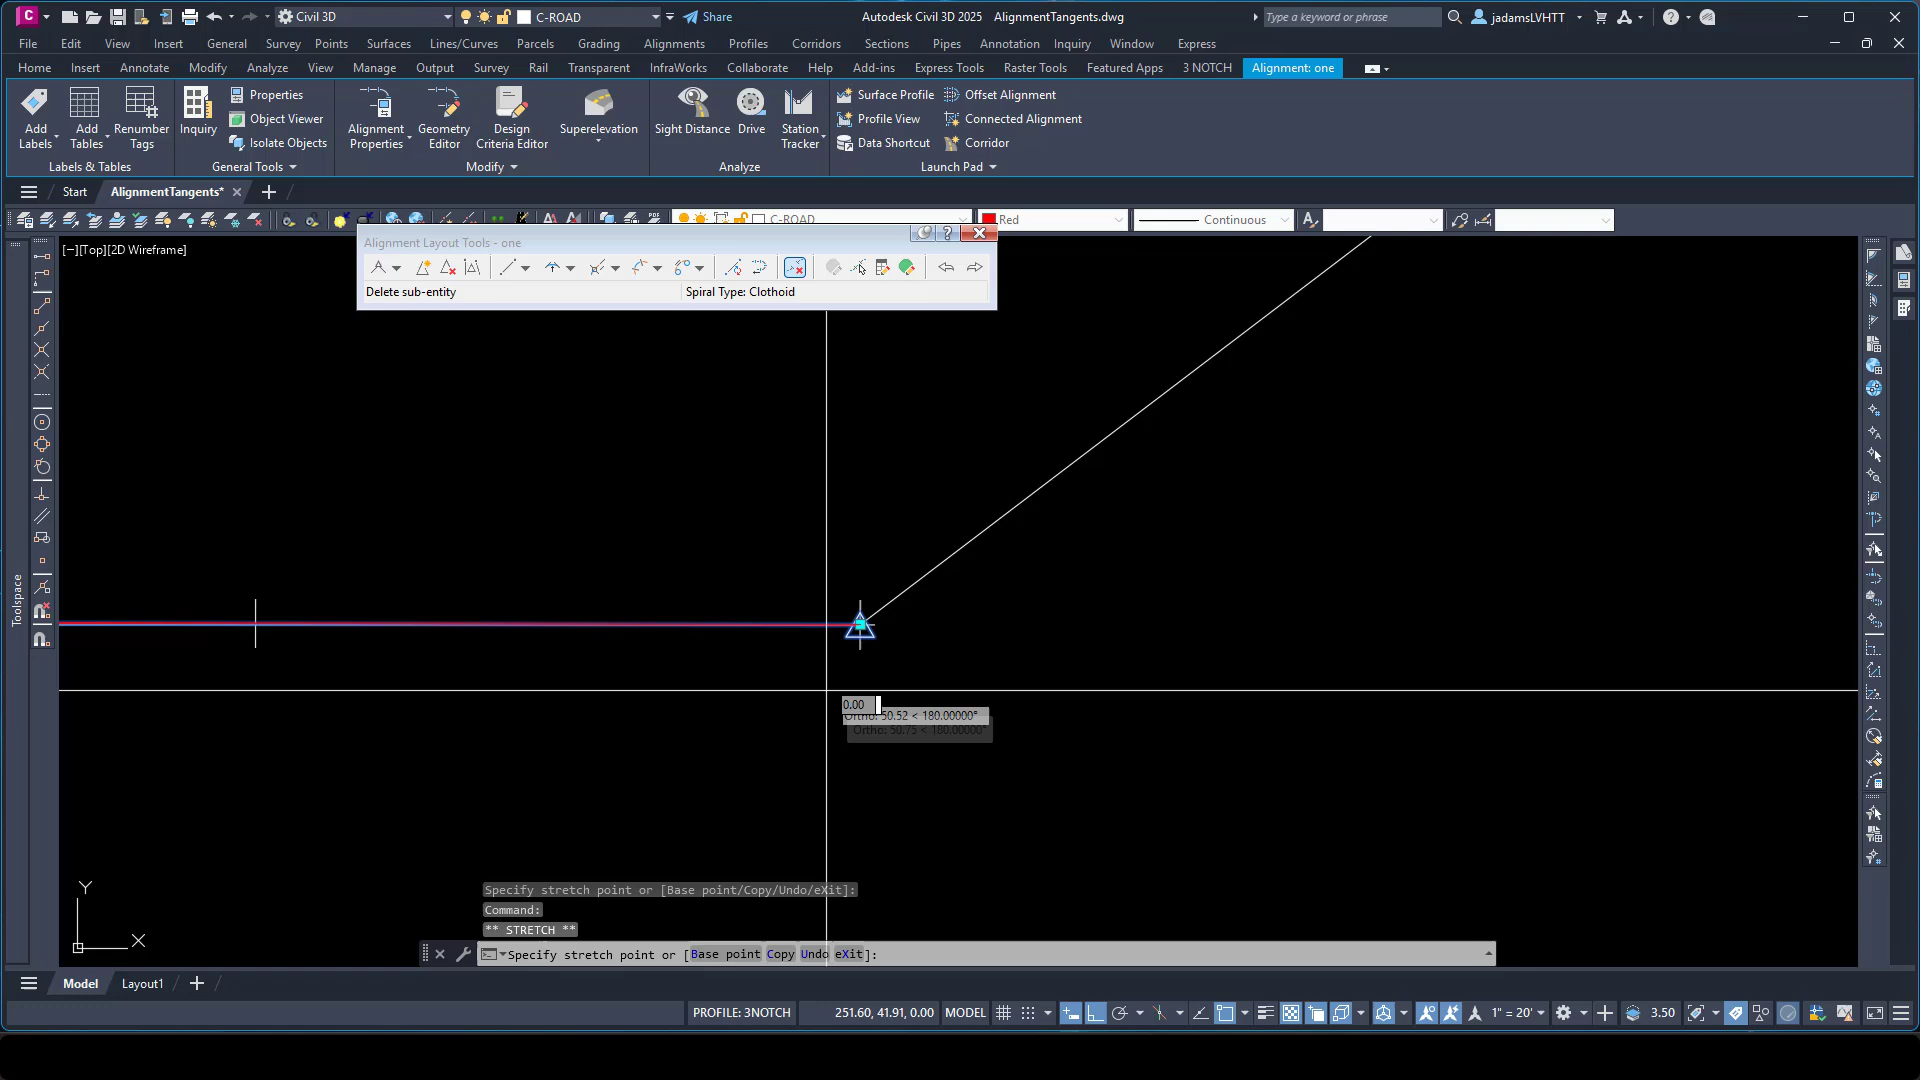 C
Civil 3D
C-ROAD
Share
Autodesk Civil 3D 2025
AlignmentTangents.dwg
Type a keyword or phrase
jadamsLVHTT
File Edit View Insert General Survey Points Surfaces Lines/Curves Parcels Grading Alignments Profiles Corridors Sections Pipes Annotation Inquiry Window Express
Home Insert Annotate Modify Analyze View Manage Output Survey Rail Transparent InfraWorks Collaborate Help Add-ins Express Tools Raster Tools Featured Apps 3 NOTCH Alignment: one
Add Labels
Add Tables
Renumber Tags
Inquiry
Properties
Object Viewer
Isolate Objects
Alignment Properties
Geometry Editor
Design Criteria Editor
Superelevation
Sight Distance
Drive
Station Tracker
Surface Profile
Profile View
Data Shortcut
Offset Alignment
Connected Alignment
Corridor
Labels & Tables
General Tools
Modify
Analyze
Launch Pad
Start
AlignmentTangents*
C-ROAD
Red
Continuous
[−][Top][2D Wireframe]
Alignment Layout Tools - one
Delete sub-entity
Spiral Type: Clothoid
Toolspace
0.00
Ortho: 50.52 < 180.00000°
Ortho: 50.75 < 180.00000°
Y
X
Specify stretch point or [Base point/Copy/Undo/eXit]:
Command:
** STRETCH **
Specify stretch point or [Base point Copy Undo eXit]:
Model
Layout1
PROFILE: 3NOTCH
251.60, 41.91, 0.00
MODEL
1" = 20'
3.50